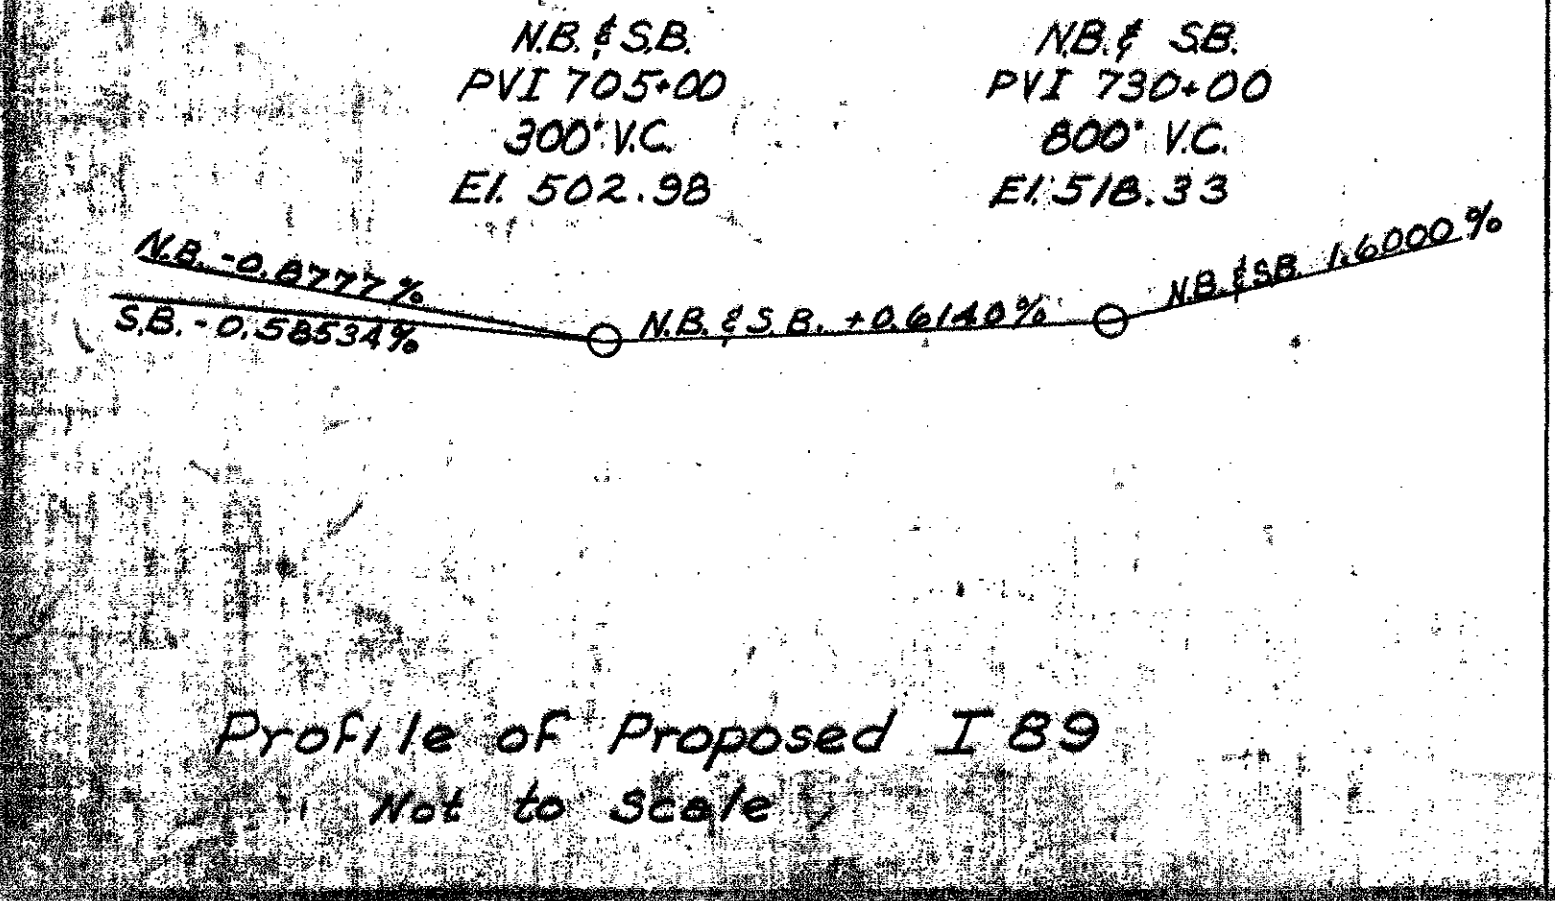 N.B. & S.B.
PVI 705+00
300' V.C.
El. 502.98
N.B. & S.B.
PVI 730+00
800' V.C.
El. 518.33
N.B. -0.8777%
S.B. -0.58534%
N.B. & S.B. +0.6140%
N.B. & S.B. 1.6000%
Profile of Proposed I 89
Not to Scale